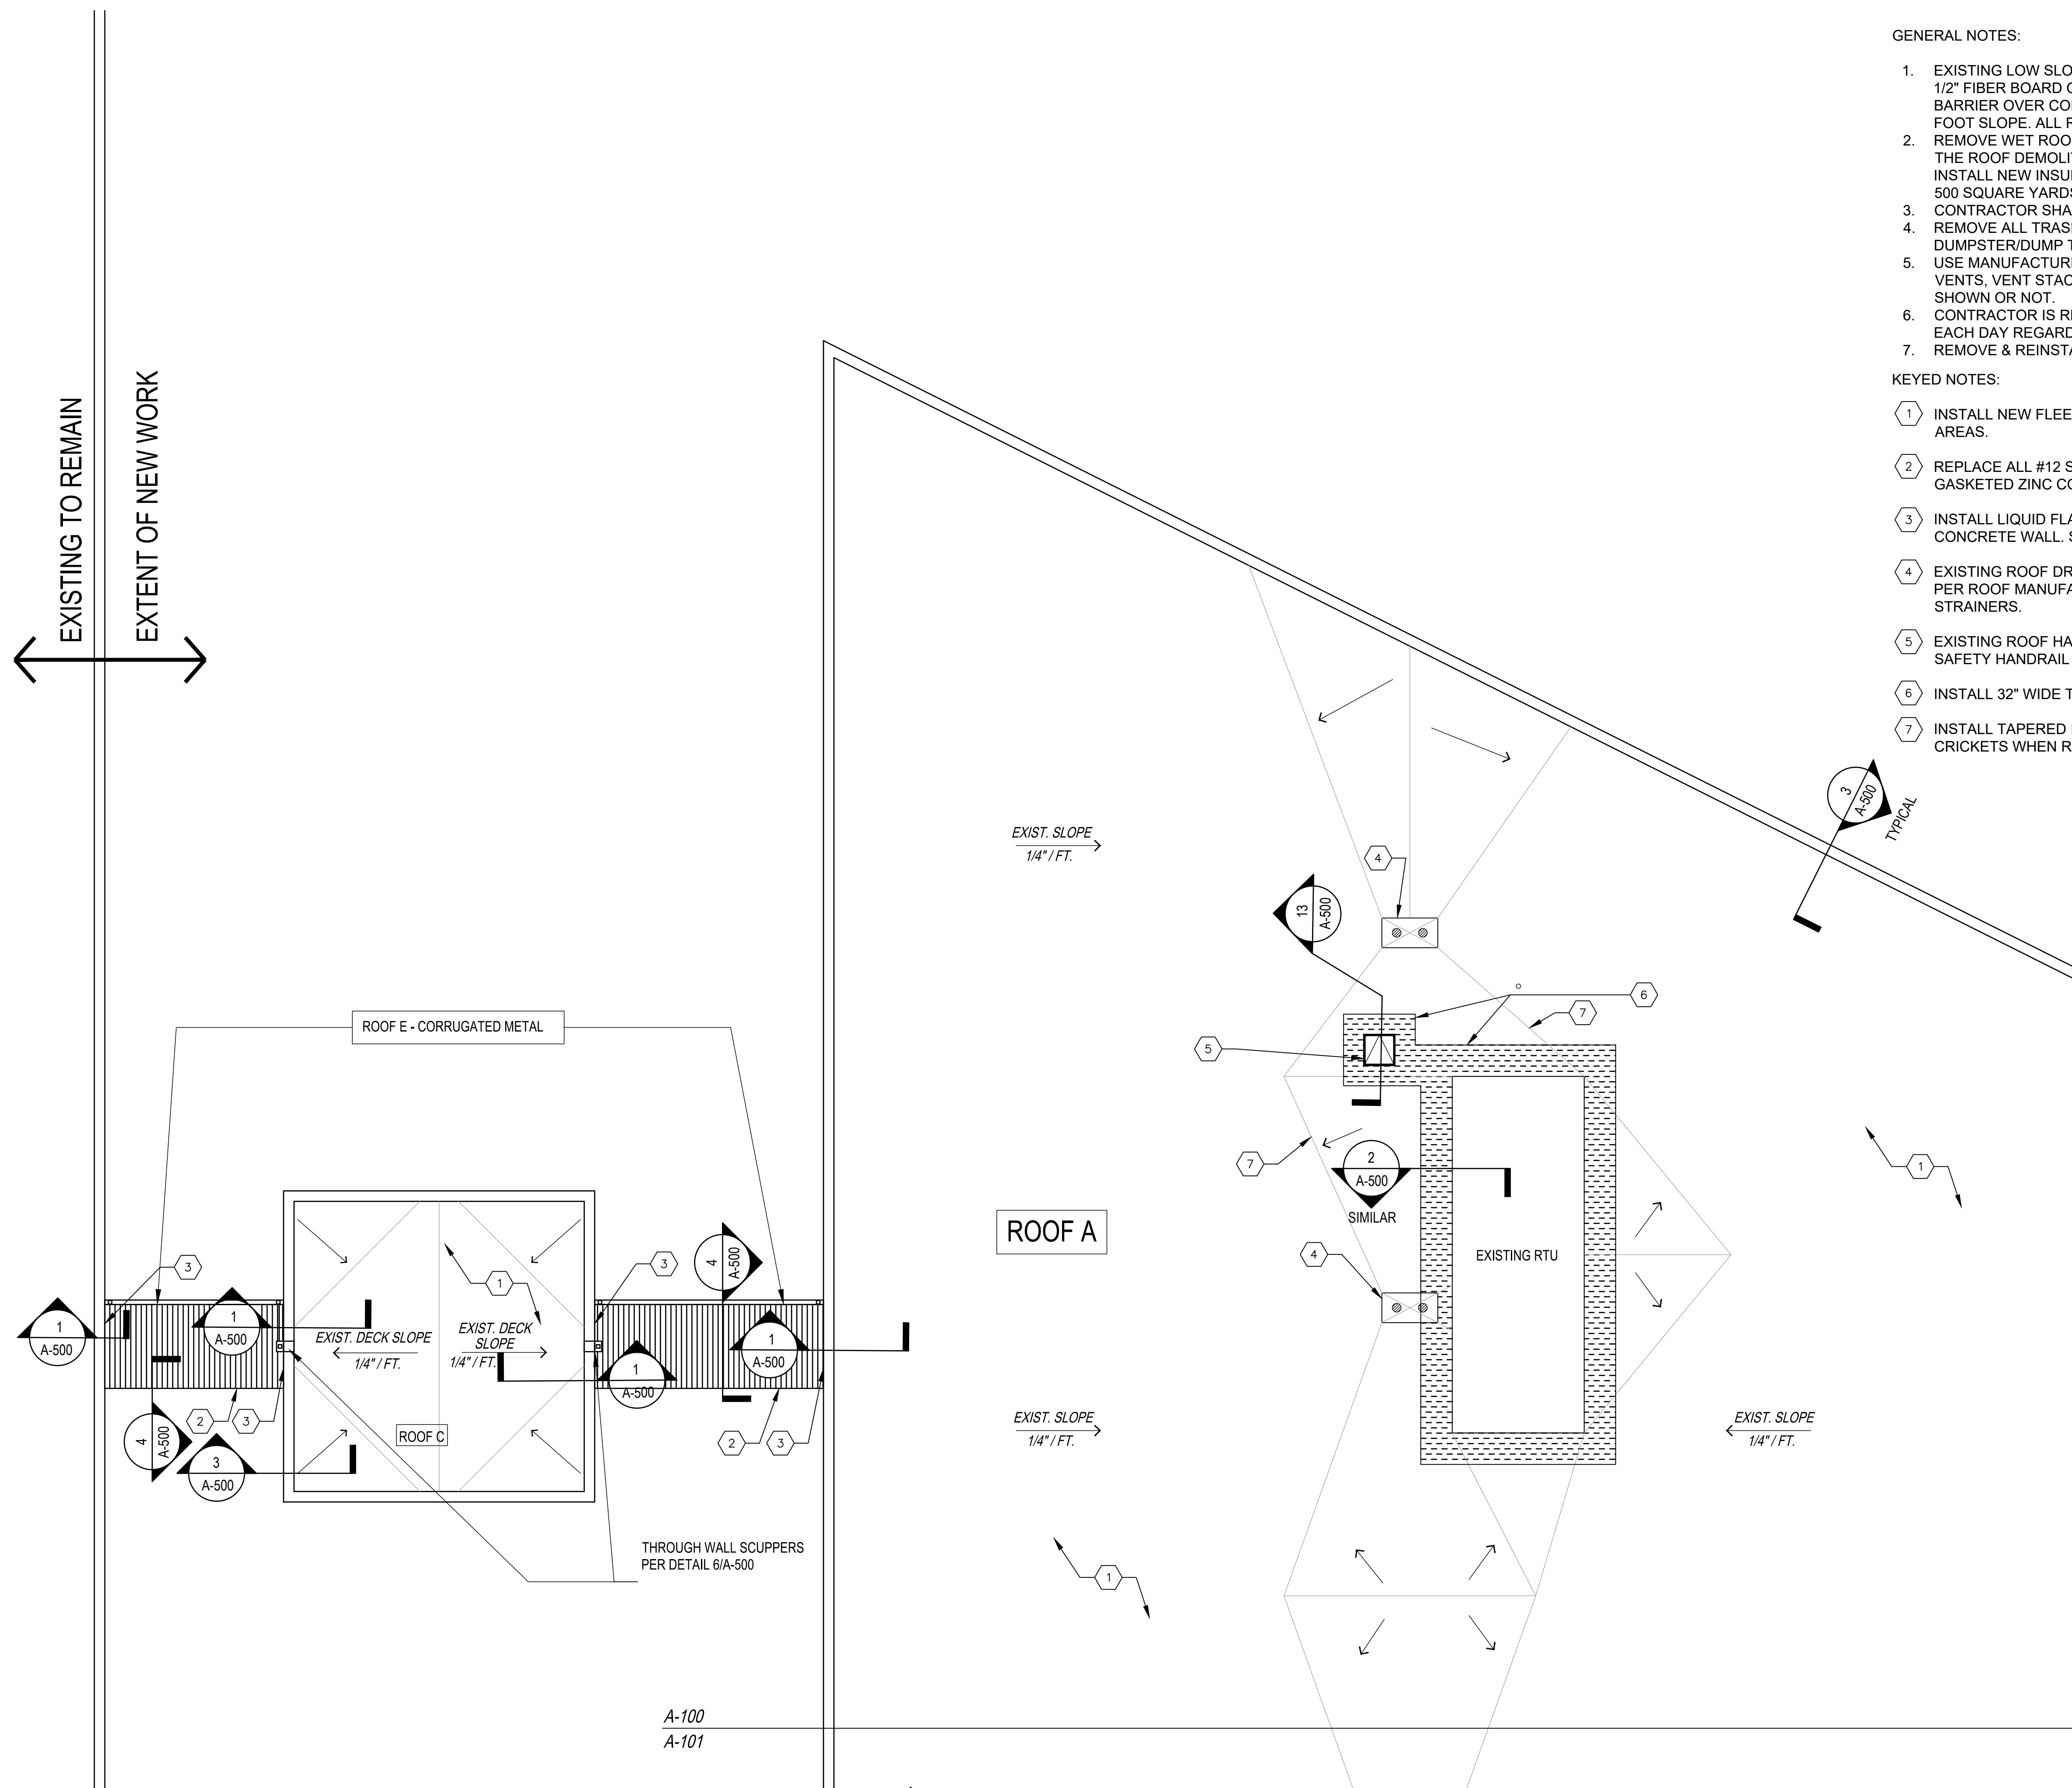 GENERAL NOTES:
1. EXISTING LOW SLO
1/2" FIBER BOARD
BARRIER OVER CO
FOOT SLOPE. ALL
2. REMOVE WET ROO
THE ROOF DEMOLI
INSTALL NEW INSU
500 SQUARE YARDS
3. CONTRACTOR SHA
4. REMOVE ALL TRAS
DUMPSTER/DUMP
5. USE MANUFACTUR
VENTS, VENT STAC
SHOWN OR NOT.
6. CONTRACTOR IS R
EACH DAY REGARD
7. REMOVE & REINSTA
KEYED NOTES:
1 INSTALL NEW FLEE
AREAS.
2 REPLACE ALL #12 S
GASKETED ZINC CO
3 INSTALL LIQUID FLA
CONCRETE WALL. S
4 EXISTING ROOF DR
PER ROOF MANUFA
STRAINERS.
5 EXISTING ROOF HA
SAFETY HANDRAIL
6 INSTALL 32" WIDE T
7 INSTALL TAPERED
CRICKETS WHEN R
EXISTING TO REMAIN
EXTENT OF NEW WORK
3
A-500
TYPICAL
EXIST. SLOPE
1/4" / FT.
4
13
A-500
6
7
5
ROOF E - CORRUGATED METAL
7
2
A-500
SIMILAR
1
ROOF A
4
EXISTING RTU
3
1
3
4
A-500
1
A-500
1
A-500
EXIST. DECK SLOPE
1/4" / FT.
EXIST. DECK
SLOPE
1/4" / FT.
1
A-500
1
A-500
2
3
4
A-500
3
A-500
ROOF C
2
3
EXIST. SLOPE
1/4" / FT.
EXIST. SLOPE
1/4" / FT.
THROUGH WALL SCUPPERS
PER DETAIL 6/A-500
1
A-100
A-101